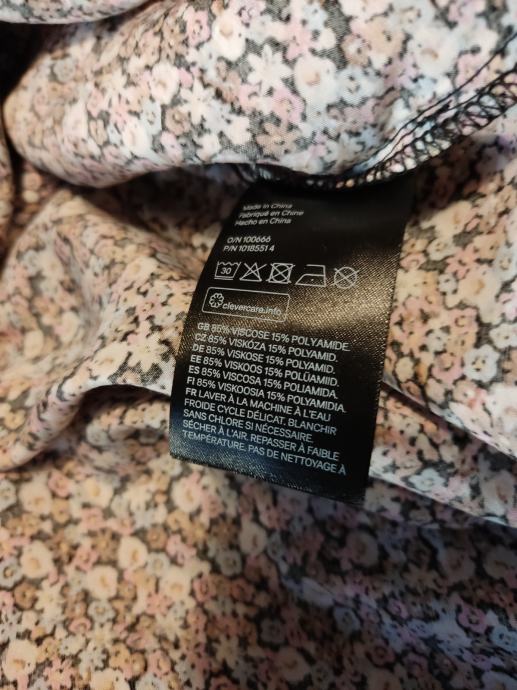 Made in China
Fabriqué en Chine
Hecho en China
O/N 100666
P/N 1018551 4
30
clevercare.info
GB 85% VISCOSE 15% POLYAMIDE.
CZ 85% VISKÓZA 15% POLYAMID.
DE 85% VISKOSE 15% POLYAMID.
EE 85% VISKOOS 15% POLÜAMIID.
ES 85% VISCOSA 15% POLIAMIDA.
FI 85% VISKOOSIA 15% POLYAMIDIA.
FR LAVER À LA MACHINE À L'EAU
FROIDE CYCLE DÉLICAT. BLANCHIR
SANS CHLORE SI NÉCESSAIRE.
SÉCHER À L'AIR. REPASSER À FAIBLE
TEMPÉRATURE. PAS DE NETTOYAGE À